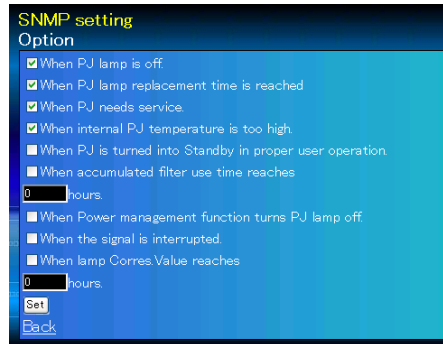 SNMP setting
Option
When PJ lamp is off.
When PJ lamp replacement time is reached
When PJ needs service.
When internal PJ temperature is too high.
When PJ is turned into Standby in proper user operation.
When accumulated filter use time reaches
0 hours.
When Power management function turns PJ lamp off.
When the signal is interrupted.
When lamp Corres.Value reaches
0 hours.
Set
Back